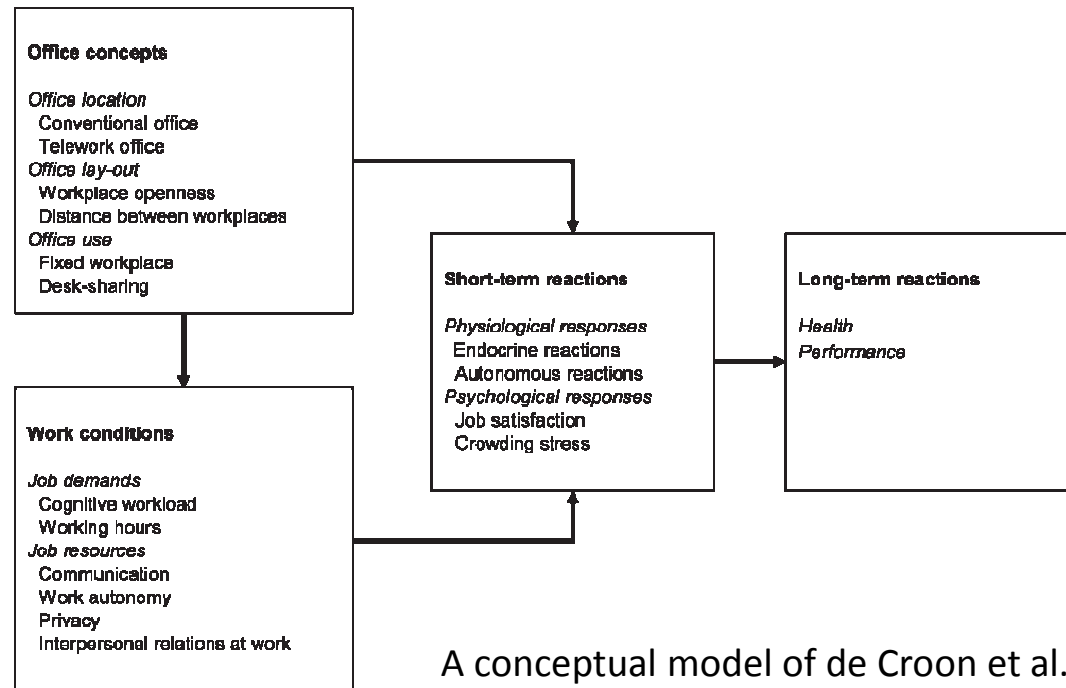 Office concepts
Office location
Conventional office
Telework office
Office lay-out
Workplace openness
Distance between workplaces
Office use
Fixed workplace
Desk-sharing
Work conditions
Job demands
Cognitive workload
Working hours
Job resources
Communication
Work autonomy
Privacy
Interpersonal relations at work
Short-term reactions
Physiological responses
Endocrine reactions
Autonomous reactions
Psychological responses
Job satisfaction
Crowding stress
Long-term reactions
Health
Performance
A conceptual model of de Croon et al.